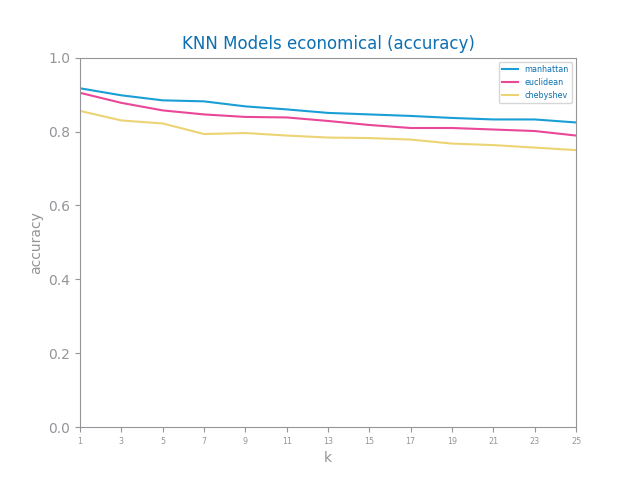 KNN Models economical (accuracy)
manhattan
euclidean
chebyshev
accuracy
1.0
0.8
0.6
0.4
0.2
0.0
1 3 5 7 9 11 13 15 17 19 21 23 25
k